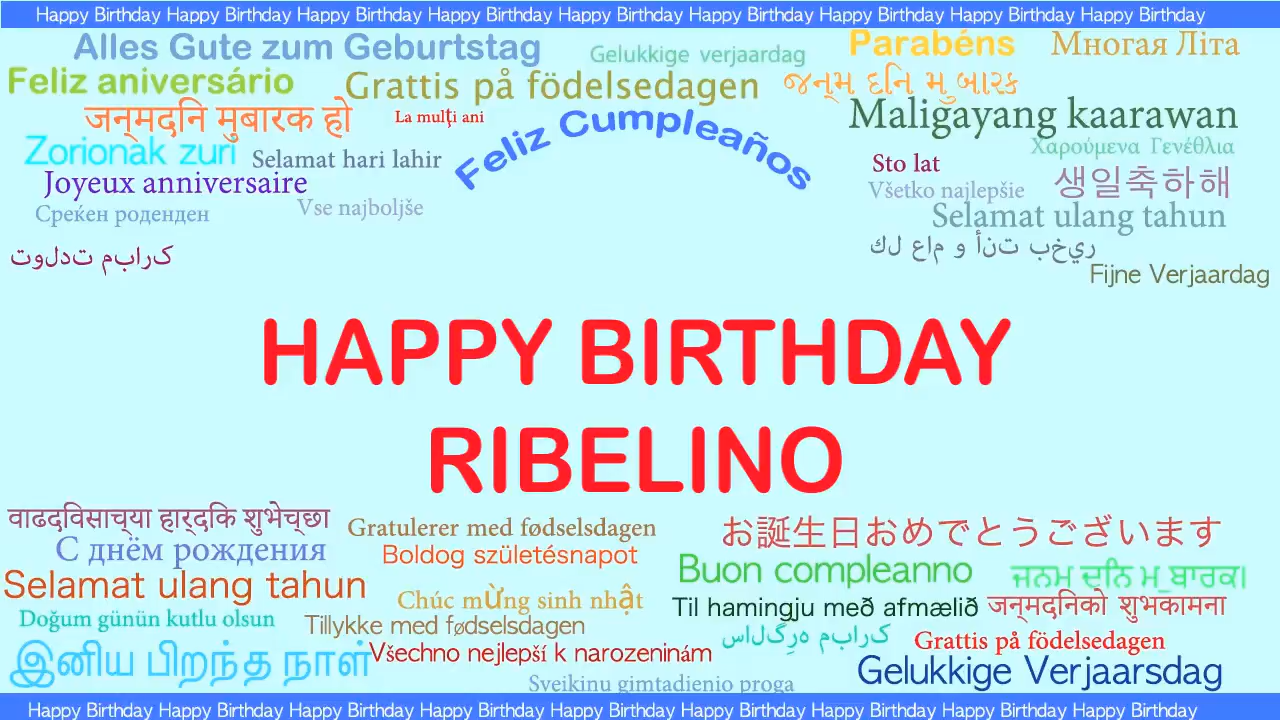 Happy Birthday Happy Birthday Happy Birthday Happy Birthday Happy Birthday Happy Birthday Happy Birthday Happy Birthday Happy Birthday
Alles Gute zum Geburtstag
Gelukkige verjaardag
Parabéns
Многая Літа
Feliz aniversário
Grattis på födelsedagen
જન્મ દિન મુબારક
जन्मदिन मुबारक हो
La mulţi ani
Feliz Cumpleaños
Maligayang kaarawan
Zorionak zuri
Selamat hari lahir
Sto lat
Χαρούμενα Γενέθλια
Joyeux anniversaire
Všetko najlepšie
생일축하해
Среќен роденден
Vse najboljše
Selamat ulang tahun
تولدت مبارک
كل عام و أنت بخير
Fijne Verjaardag
HAPPY BIRTHDAY
RIBELINO
वाढदिवसाच्या हार्दिक शुभेच्छा
Gratulerer med fødselsdagen
お誕生日おめでとうございます
С днём рождения
Boldog születésnapot
Buon compleanno
ਜਨਮ ਦਿਨ ਮੁਬਾਰਕ।
Selamat ulang tahun
Chúc mừng sinh nhật
Til hamingju með afmælið
जन्मदिनको शुभकामना
Doğum günün kutlu olsun
Tillykke med fødselsdagen
سالگِرہ مبارک
Grattis på födelsedagen
இனிய பிறந்த நாள்
Všechno nejlepší k narozeninám
Gelukkige Verjaarsdag
Sveikinu gimtadienio proga
Happy Birthday Happy Birthday Happy Birthday Happy Birthday Happy Birthday Happy Birthday Happy Birthday Happy Birthday Happy Birthday